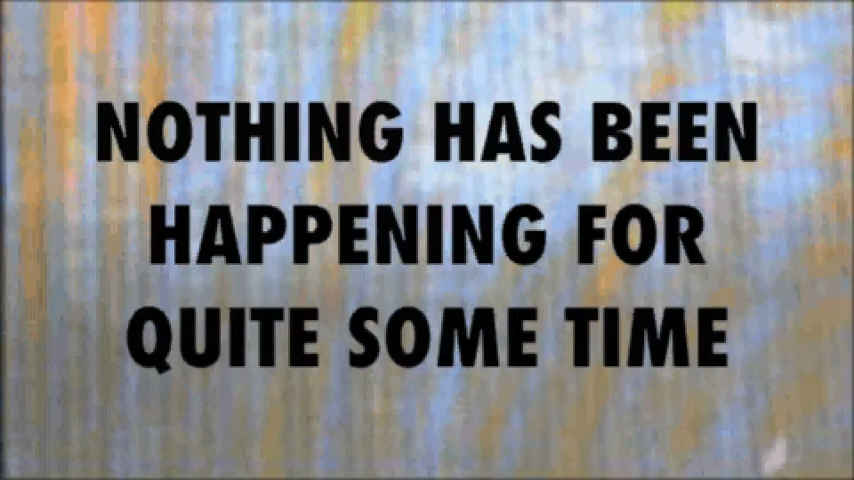 NOTHING HAS BEEN
HAPPENING FOR
QUITE SOME TIME